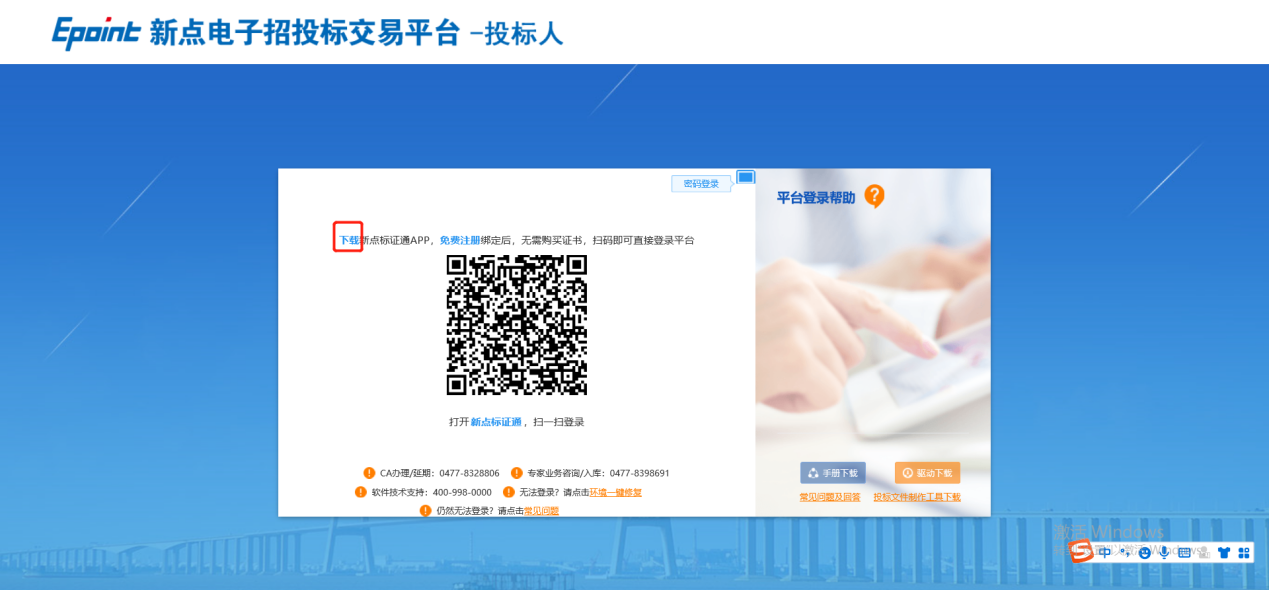 Epoint 新点电子招投标交易平台 -投标人
密码登录
平台登录帮助
下载新点标证通APP，免费注册绑定后，无需购买证书，扫码即可直接登录平台
打开新点标证通，扫一扫登录
CA办理/延期：0477-8328806 专家业务咨询/入库：0477-8398691
软件技术支持：400-998-0000 无法登录？请点击环境一键修复
仍然无法登录？请点击常见问题
手册下载 驱动下载
常见问题及回答 投标文件制作工具下载
激活 Windows
中